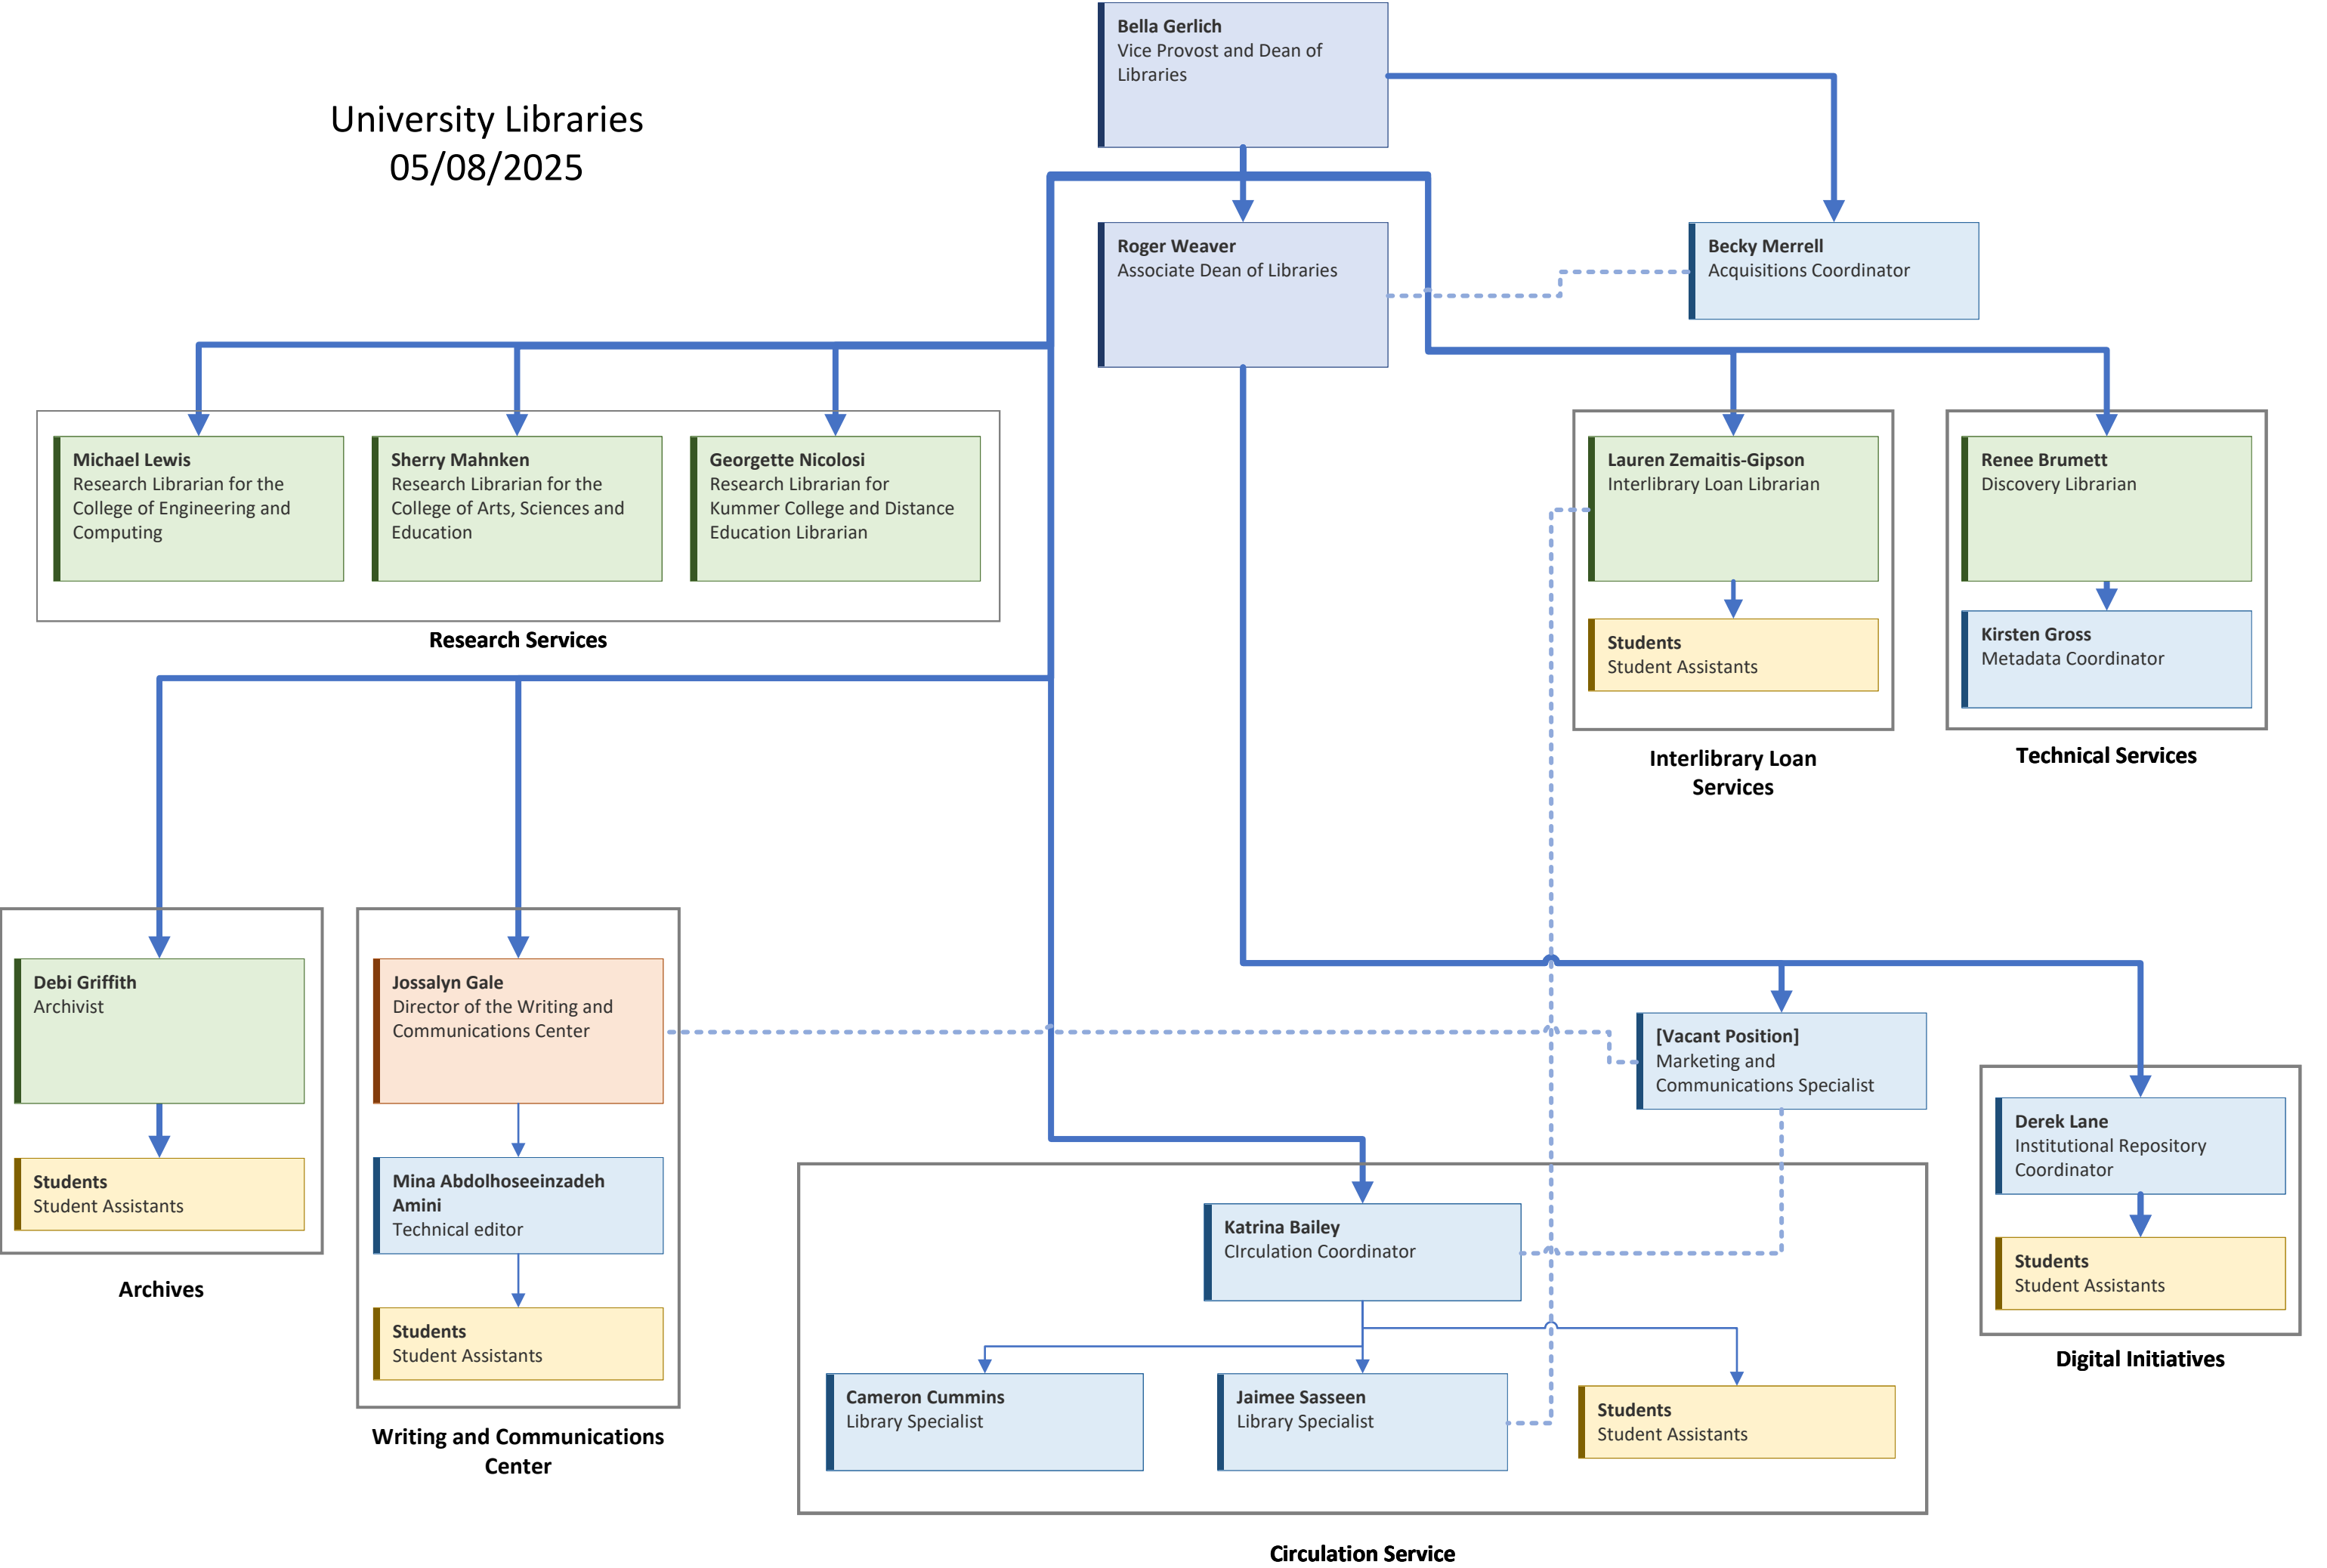 University Libraries
05/08/2025
Bella Gerlich
Vice Provost and Dean of
Libraries
Roger Weaver
Associate Dean of Libraries
Becky Merrell
Acquisitions Coordinator
Michael Lewis
Research Librarian for the
College of Engineering and
Computing
Sherry Mahnken
Research Librarian for the
College of Arts, Sciences and
Education
Georgette Nicolosi
Research Librarian for
Kummer College and Distance
Education Librarian
Research Services
Lauren Zemaitis-Gipson
Interlibrary Loan Librarian
Students
Student Assistants
Interlibrary Loan
Services
Renee Brumett
Discovery Librarian
Kirsten Gross
Metadata Coordinator
Technical Services
Debi Griffith
Archivist
Students
Student Assistants
Archives
Jossalyn Gale
Director of the Writing and
Communications Center
Mina Abdolhoseeinzadeh
Amini
Technical editor
Students
Student Assistants
Writing and Communications
Center
[Vacant Position]
Marketing and
Communications Specialist
Derek Lane
Institutional Repository
Coordinator
Students
Student Assistants
Digital Initiatives
Katrina Bailey
CIrculation Coordinator
Cameron Cummins
Library Specialist
Jaimee Sasseen
Library Specialist
Students
Student Assistants
Circulation Service